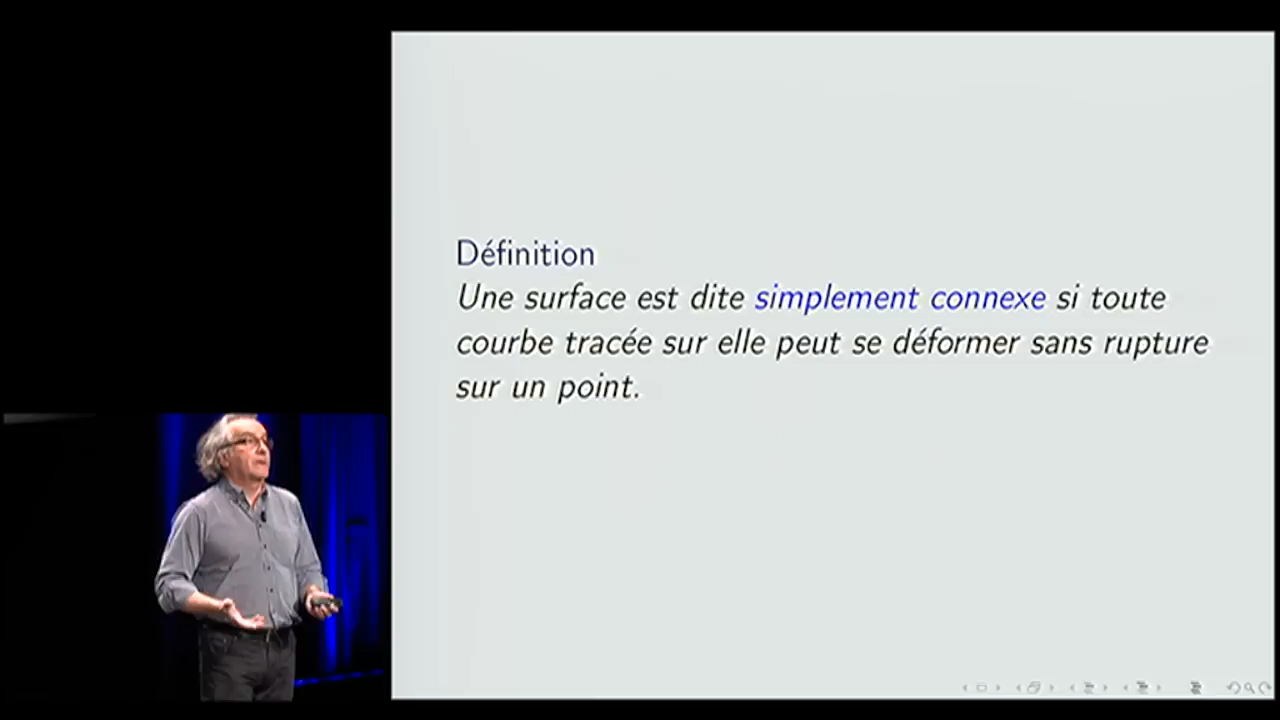 Définition
Une surface est dite simplement connexe si toute
courbe tracée sur elle peut se déformer sans rupture
sur un point.